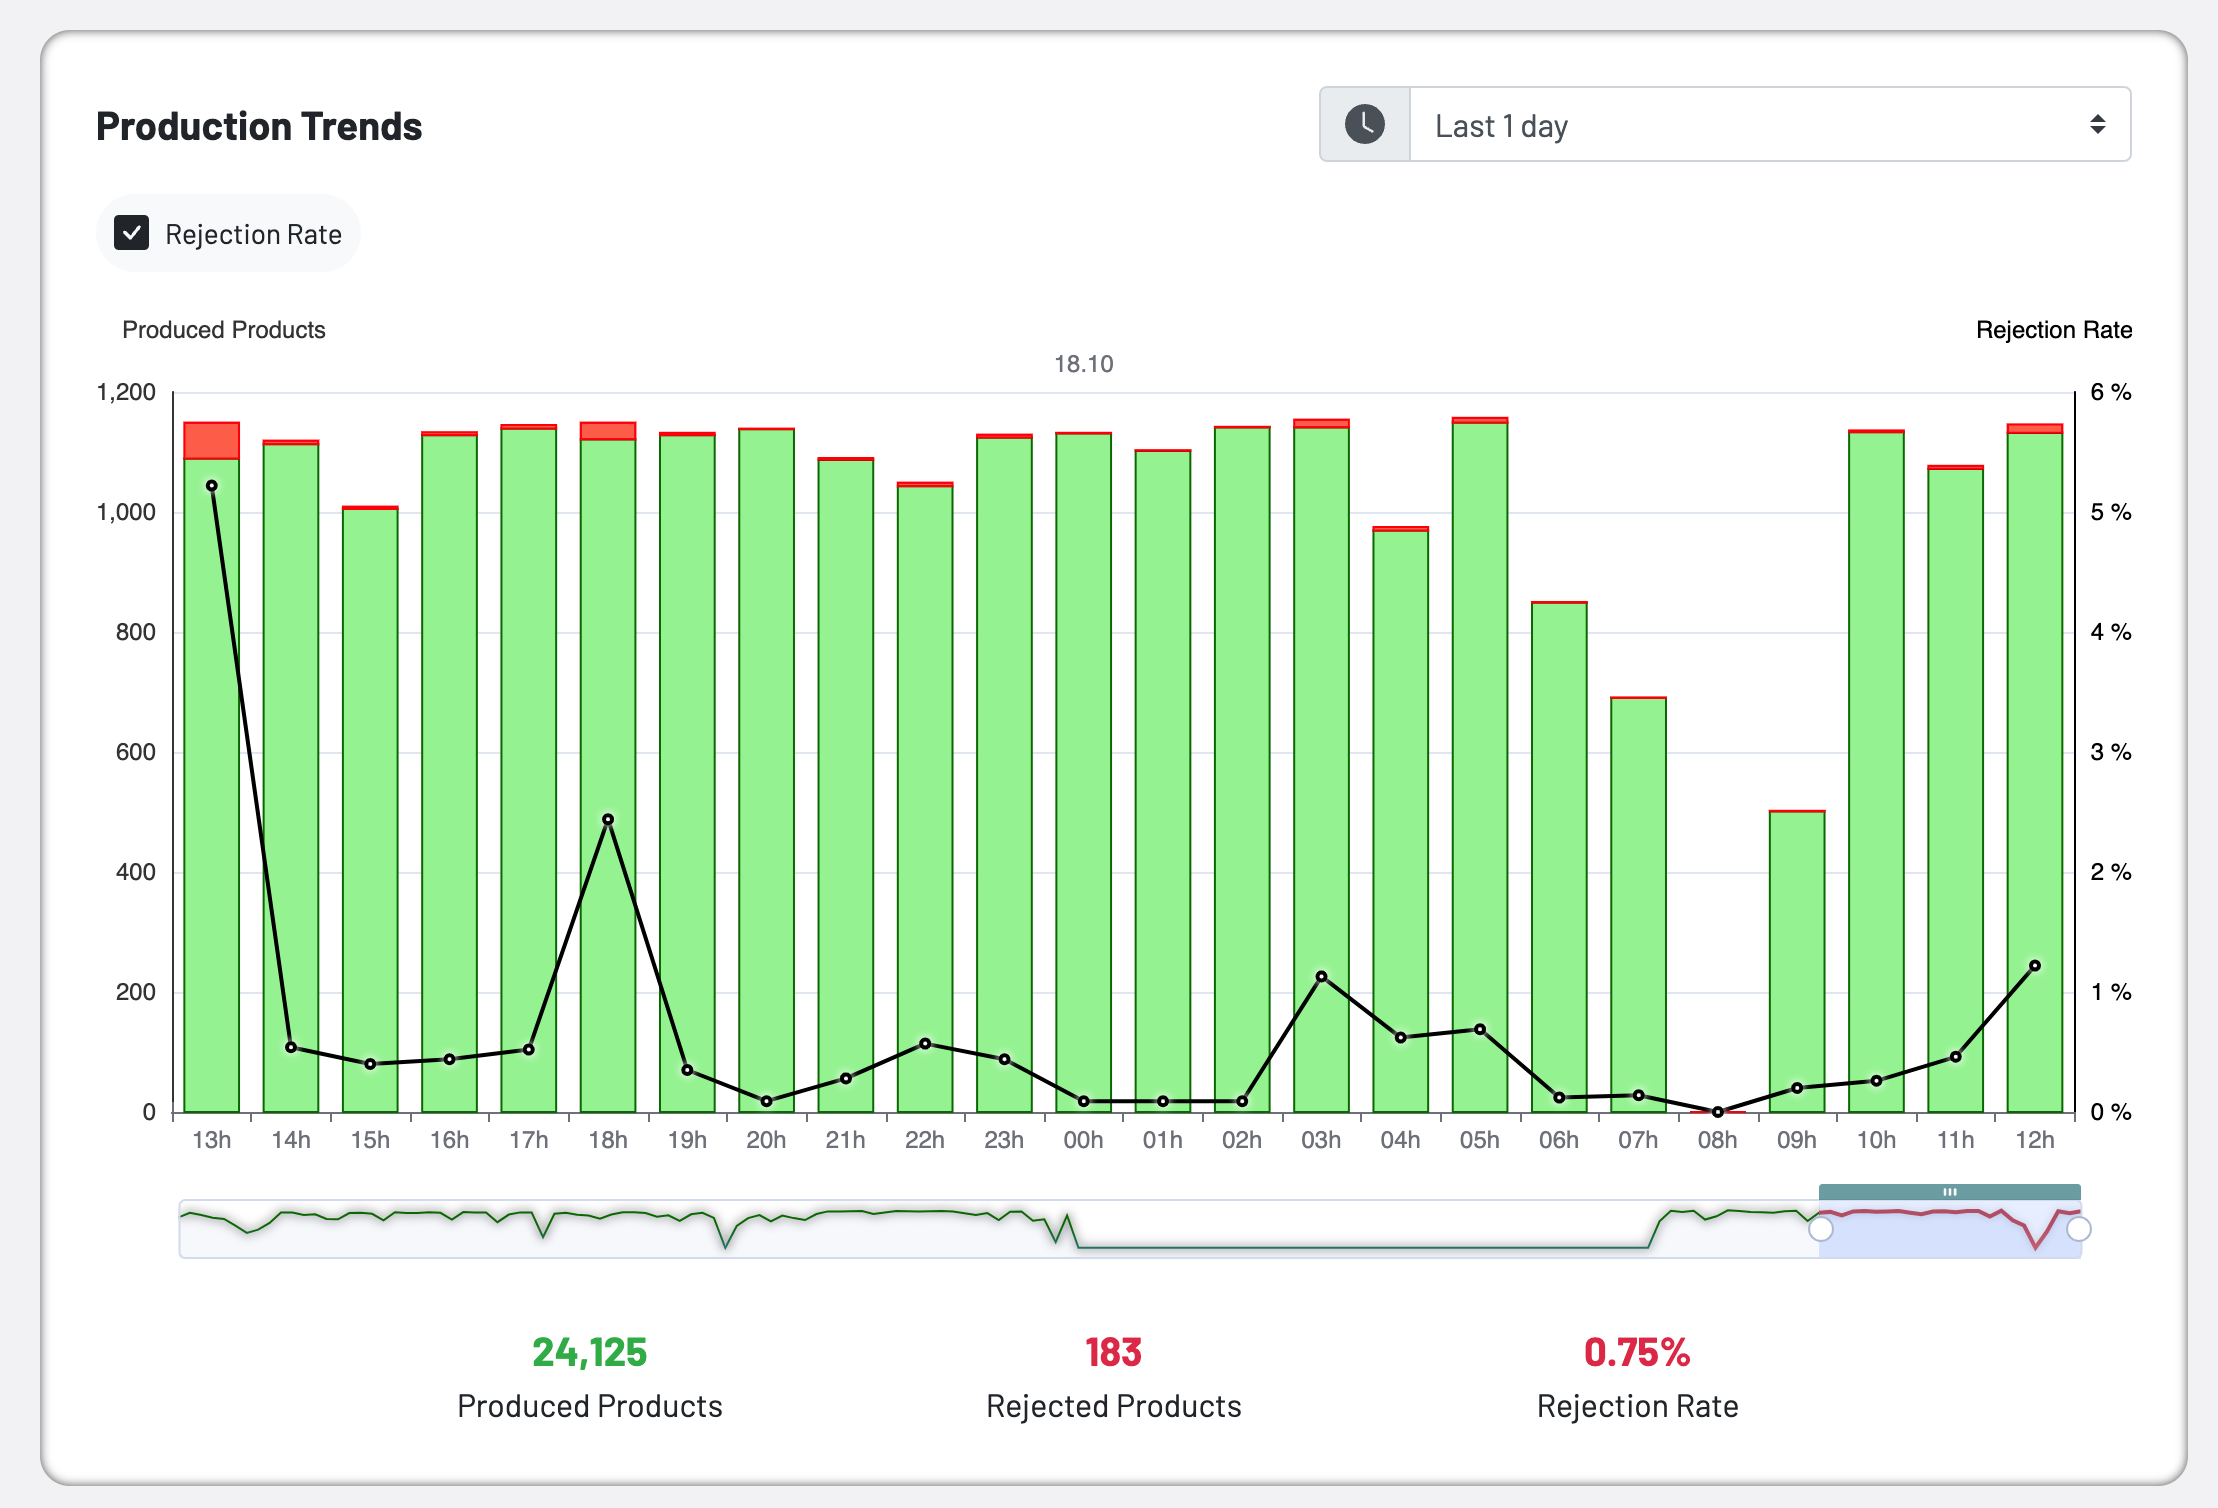 Production Trends
Last 1 day
Rejection Rate
Produced Products
Rejection Rate
18.10
1,200
1,000
800
600
400
200
0
6 %
5 %
4 %
3 %
2 %
1 %
0 %
13h 14h 15h 16h 17h 18h 19h 20h 21h 22h 23h 00h 01h 02h 03h 04h 05h 06h 07h 08h 09h 10h 11h 12h
24,125 183 0.75%
Produced Products Rejected Products Rejection Rate